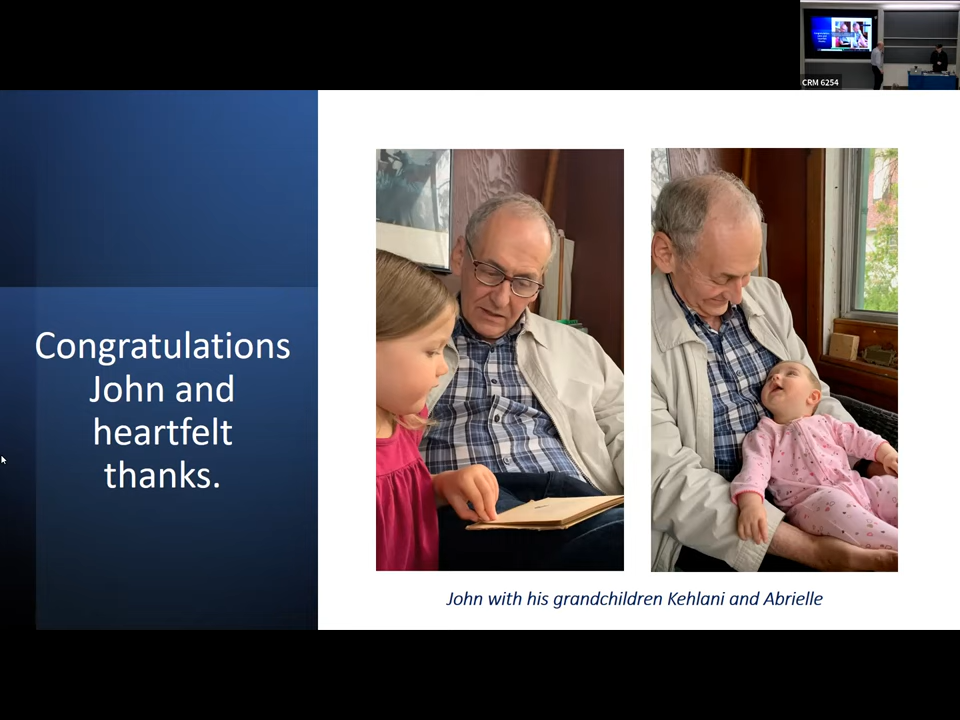 CRM 6254
Congratulations
John and
heartfelt
thanks.
John with his grandchildren Kehlani and Abrielle